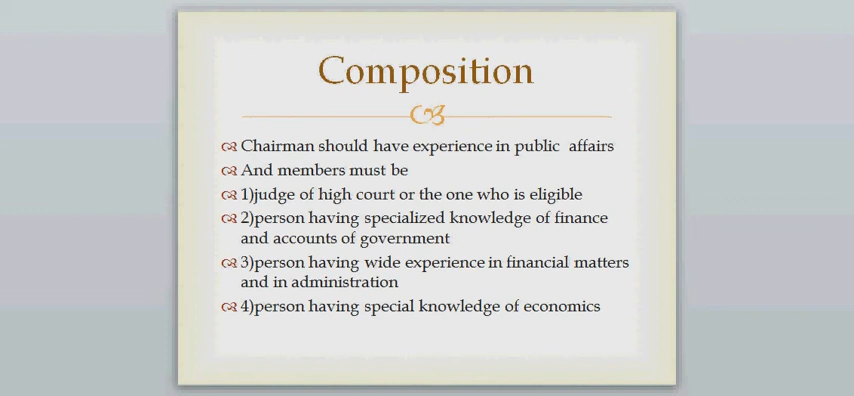 Composition
Chairman should have experience in public affairs
And members must be
1)judge of high court or the one who is eligible
2)person having specialized knowledge of finance
and accounts of government
3)person having wide experience in financial matters
and in administration
4)person having special knowledge of economics